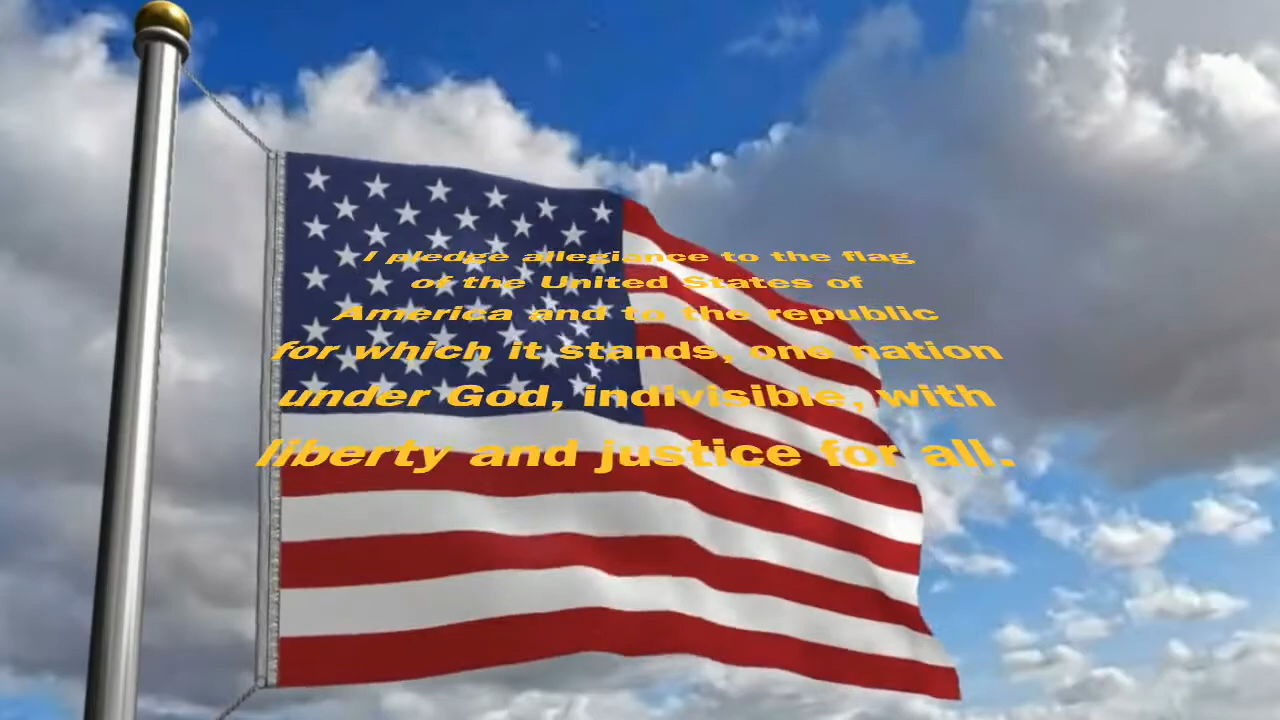 I pledge allegiance to the flag
of the United States of
America and to the republic
for which it stands, one nation
under God, indivisible, with
liberty and justice for all.